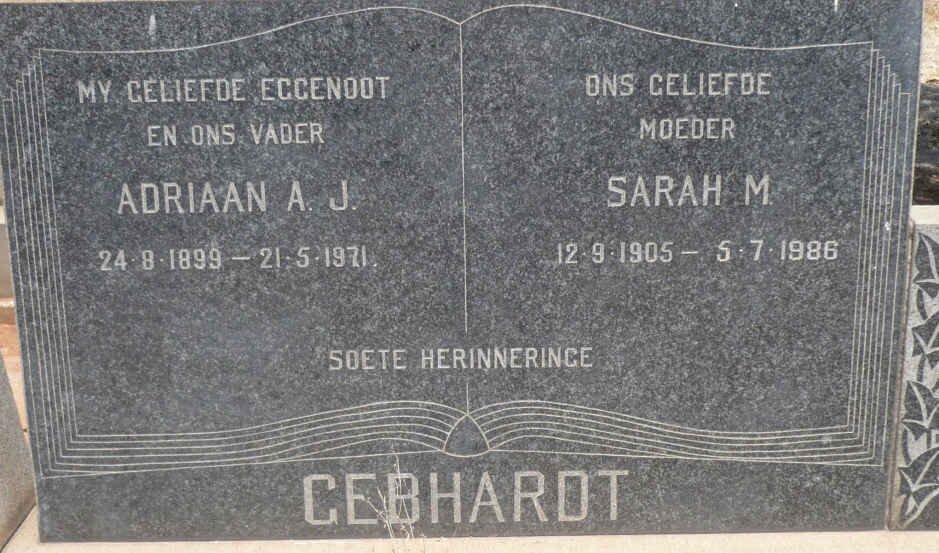 MY GELIEFDE EGGENOOT
EN ONS VADER
ADRIAAN A. J.
24·8·1899 — 21·5·1971.
ONS GELIEFDE
MOEDER
SARAH M.
12·9·1905 — 5·7·1986
SOETE HERINNERINGE
GEBHARDT